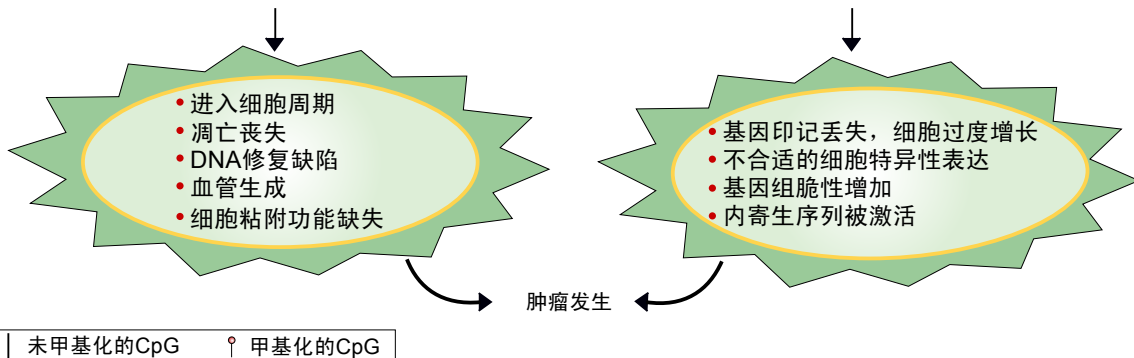 • 进入细胞周期
• 凋亡丧失
• DNA修复缺陷
• 血管生成
• 细胞粘附功能缺失
• 基因印记丢失，细胞过度增长
• 不合适的细胞特异性表达
• 基因组脆性增加
• 内寄生序列被激活
肿瘤发生
未甲基化的CpG 甲基化的CpG